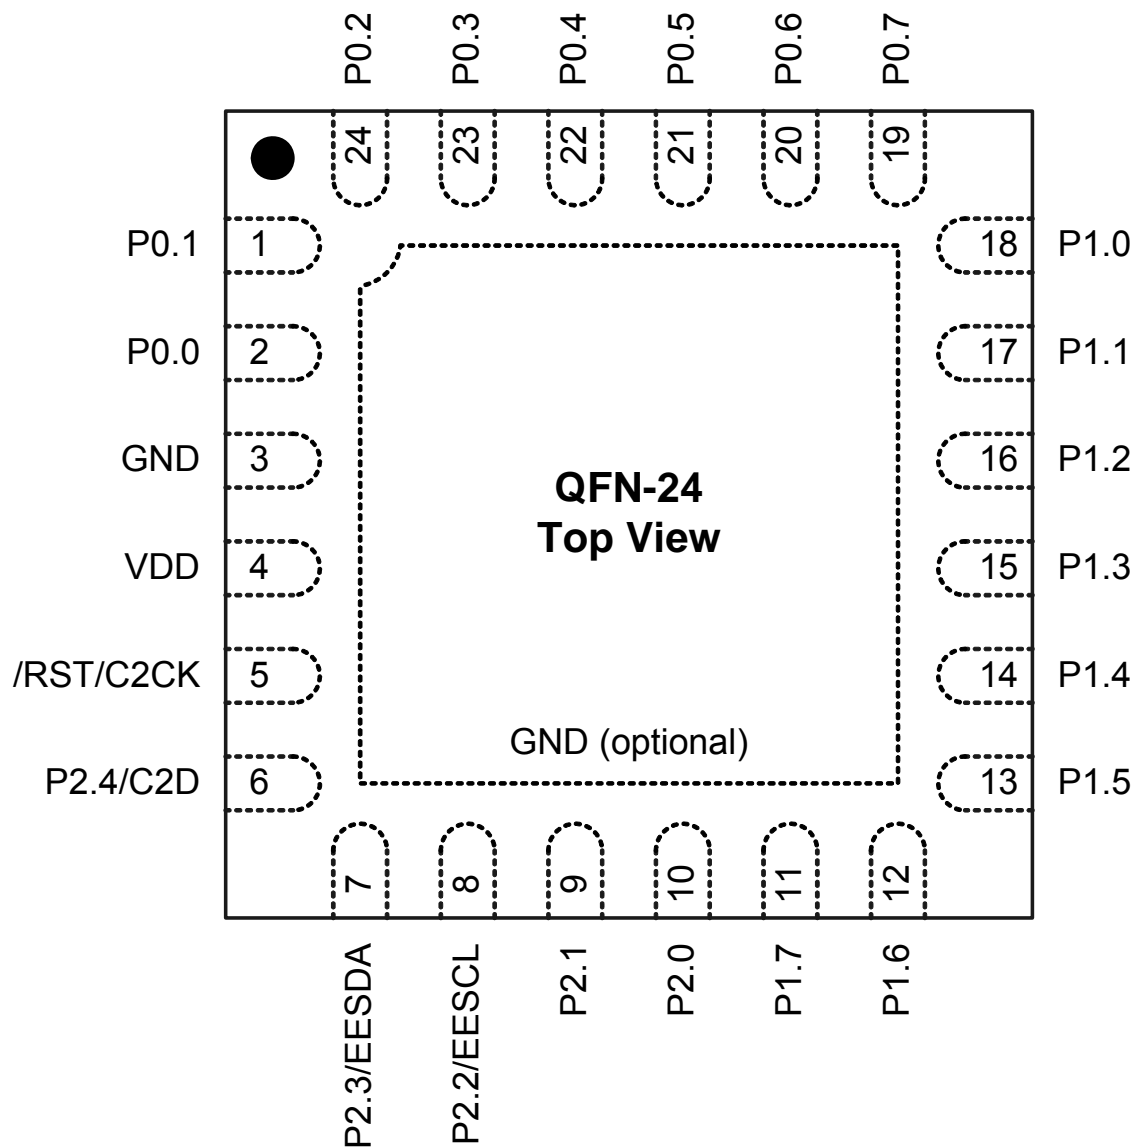 P0.2
P0.3
P0.4
P0.5
P0.6
P0.7
24
23
22
21
20
19
P0.1 1
18 P1.0
P0.0 2
17 P1.1
GND 3
16 P1.2
QFN-24
Top View
VDD 4
15 P1.3
/RST/C2CK 5
14 P1.4
GND (optional)
P2.4/C2D 6
13 P1.5
7
8
9
10
11
12
P2.3/EESDA
P2.2/EESCL
P2.1
P2.0
P1.7
P1.6